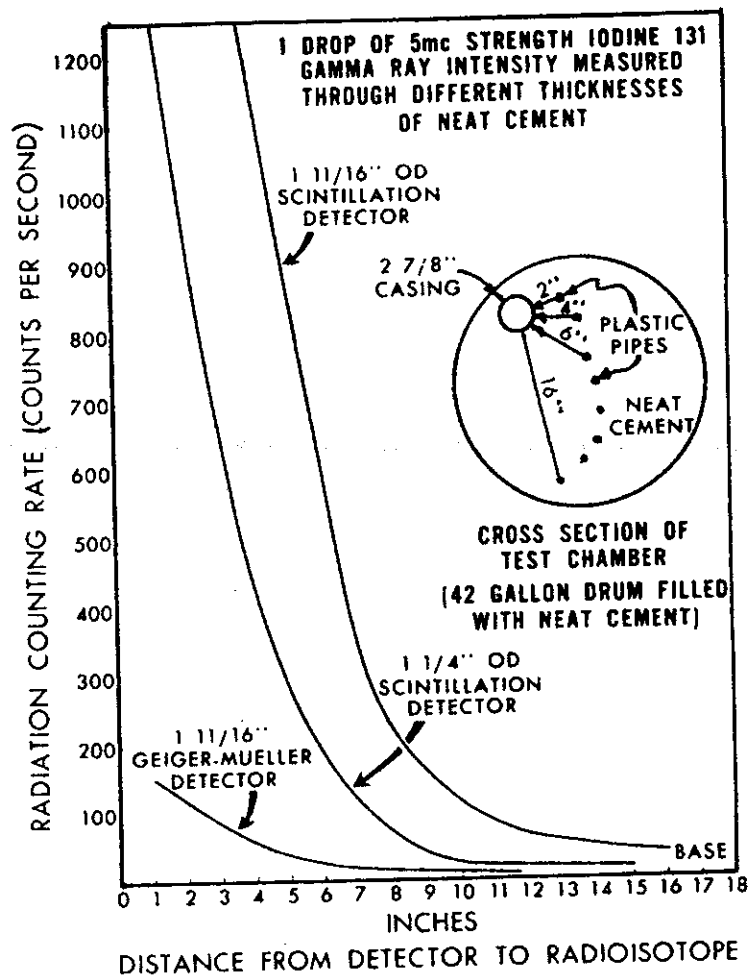 1 DROP OF 5mc STRENGTH IODINE 131
GAMMA RAY INTENSITY MEASURED
THROUGH DIFFERENT THICKNESSES
OF NEAT CEMENT
RADIATION COUNTING RATE (COUNTS PER SECOND)
1200
1100
1000
900
800
700
600
500
400
300
200
100
1 11/16" OD
SCINTILLATION
DETECTOR
2 7/8"
CASING
2"
4"
6"
16"
PLASTIC
PIPES
NEAT
CEMENT
CROSS SECTION OF
TEST CHAMBER
(42 GALLON DRUM FILLED
WITH NEAT CEMENT)
1 1/4" OD
SCINTILLATION
DETECTOR
1 11/16"
GEIGER-MUELLER
DETECTOR
BASE
0 1 2 3 4 5 6 7 8 9 10 11 12 13 14 15 16 17 18
INCHES
DISTANCE FROM DETECTOR TO RADIOISOTOPE